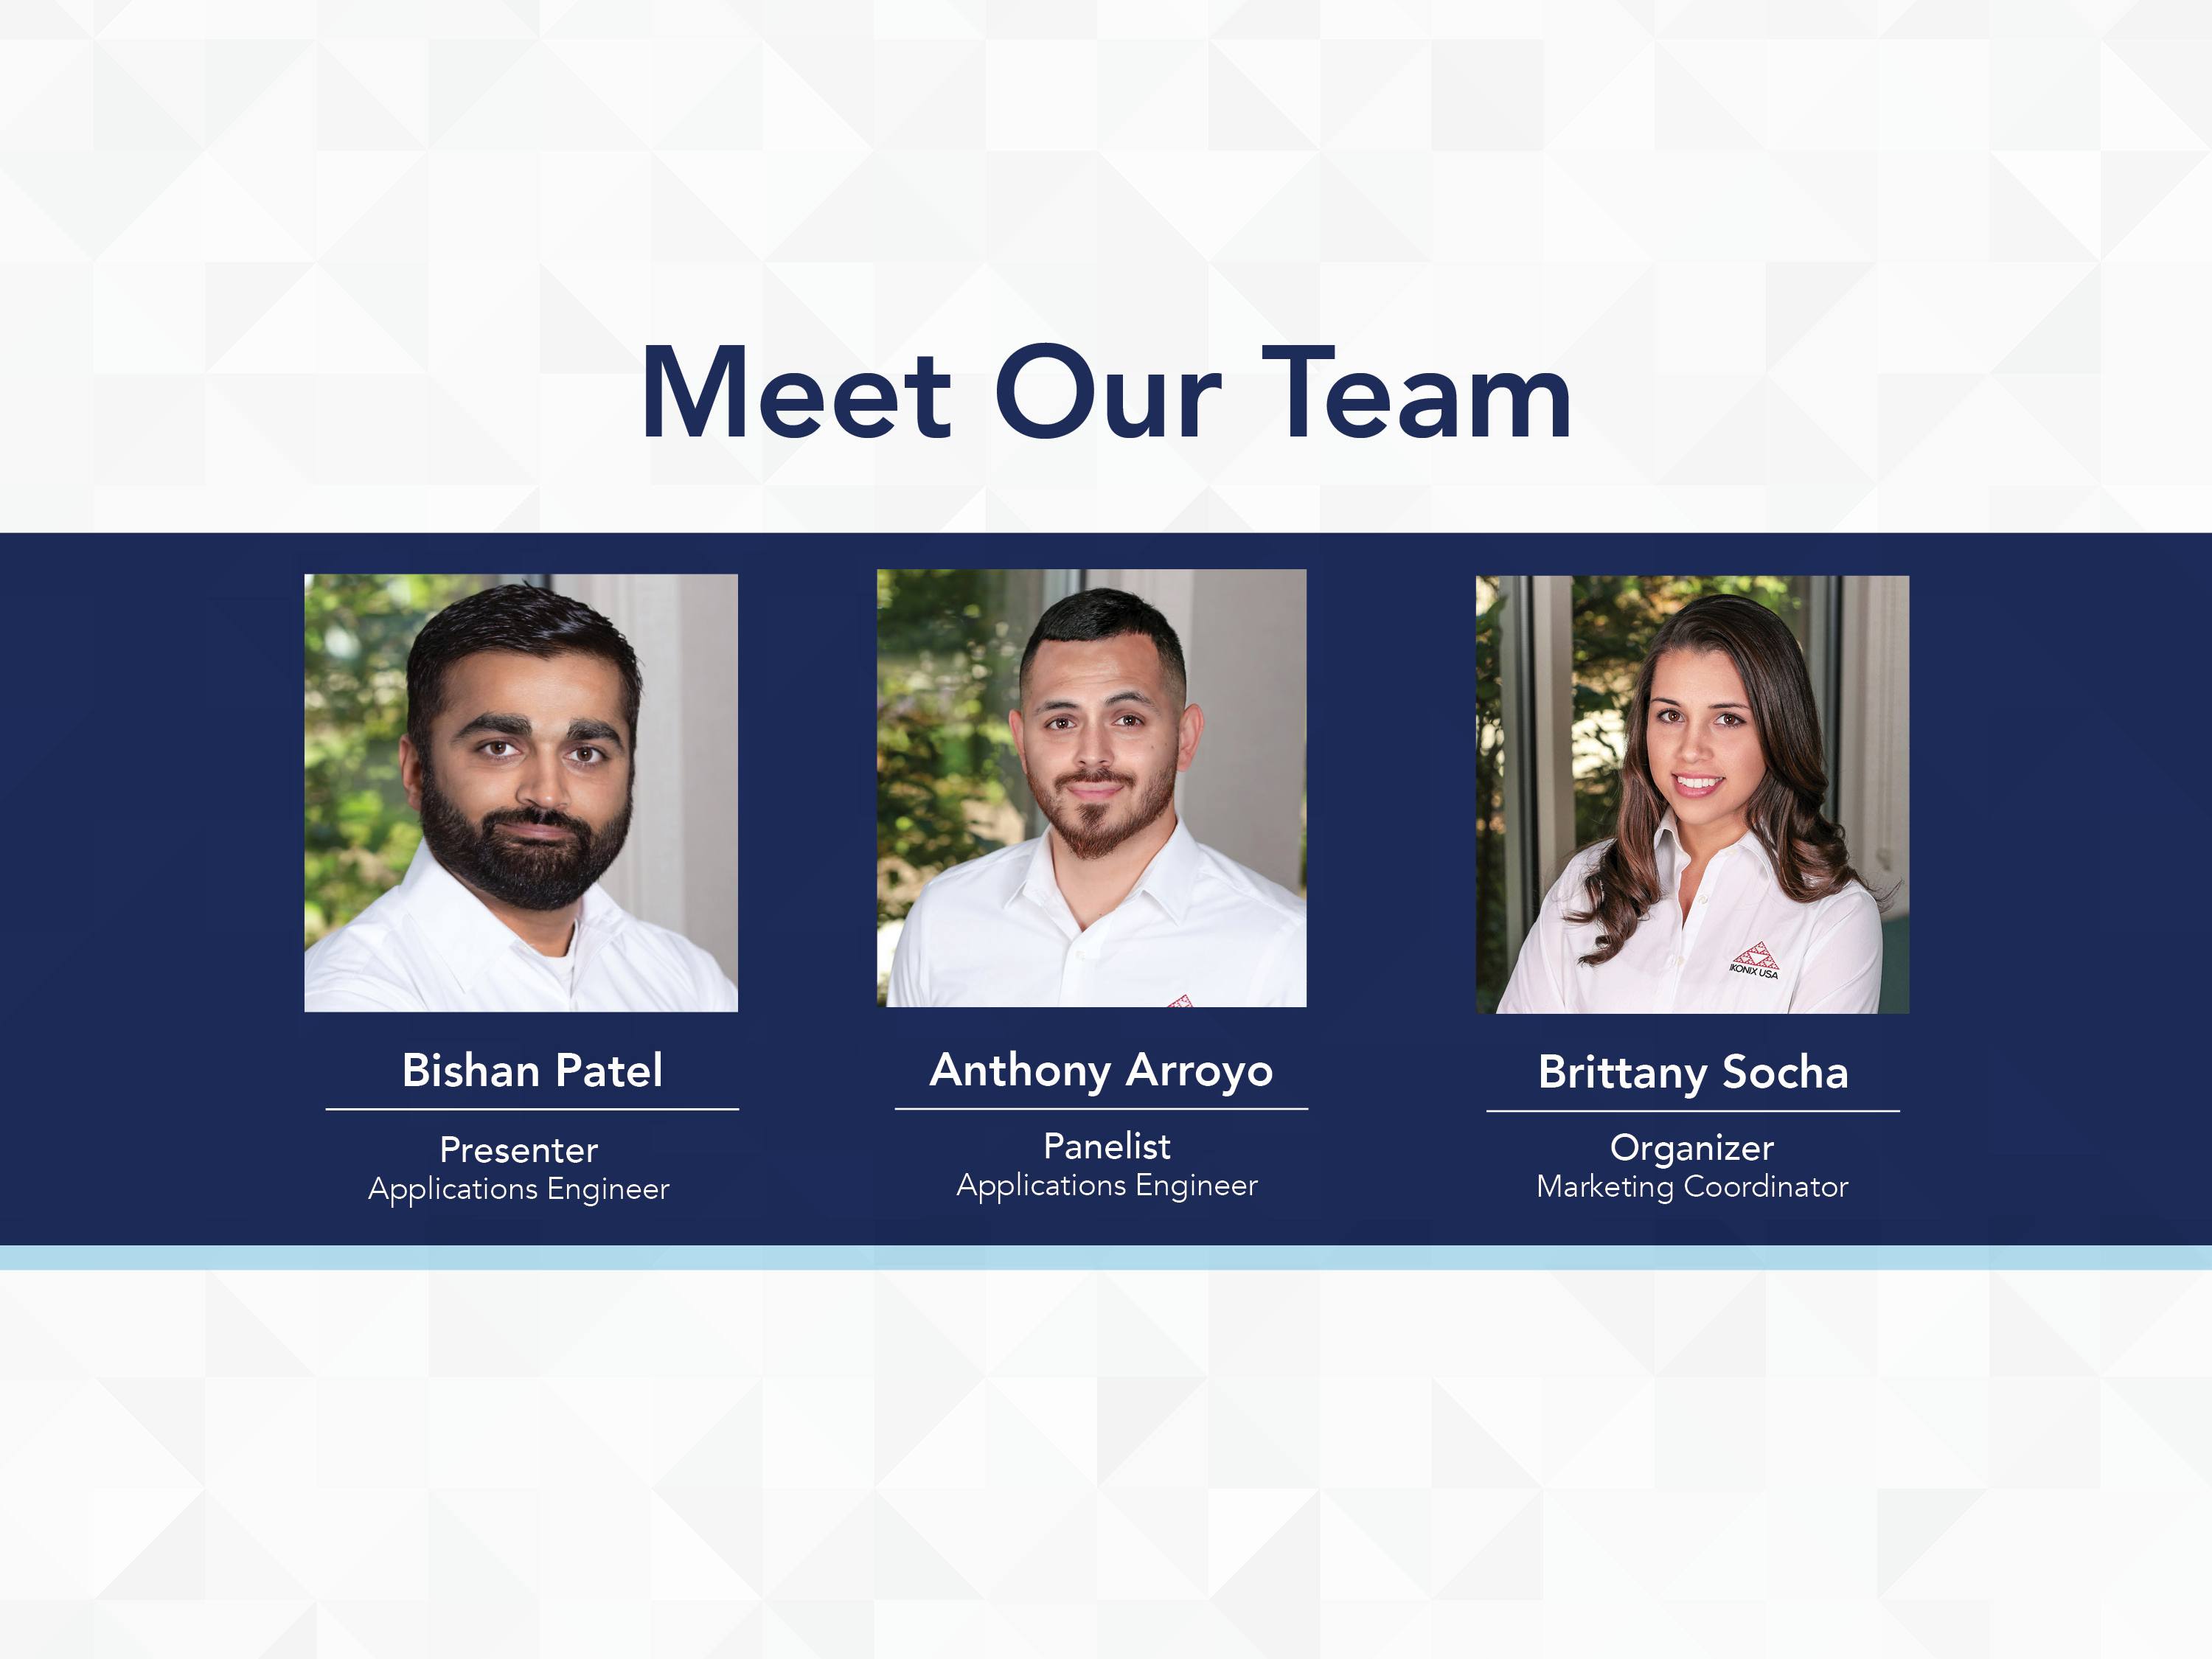 Meet Our Team
IKONIX USA
Bishan Patel
Presenter
Applications Engineer
Anthony Arroyo
Panelist
Applications Engineer
Brittany Socha
Organizer
Marketing Coordinator